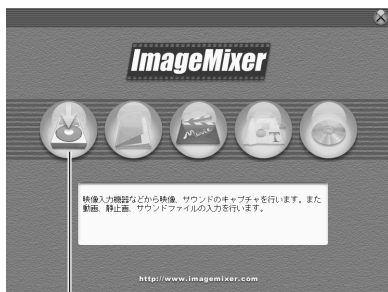 ImageMixer
Movie
T
映像入力機器などから映像、サウンドのキャプチャを行います。また
動画、静止画、サウンドファイルの入力を行います。
http://www.imagemixer.com